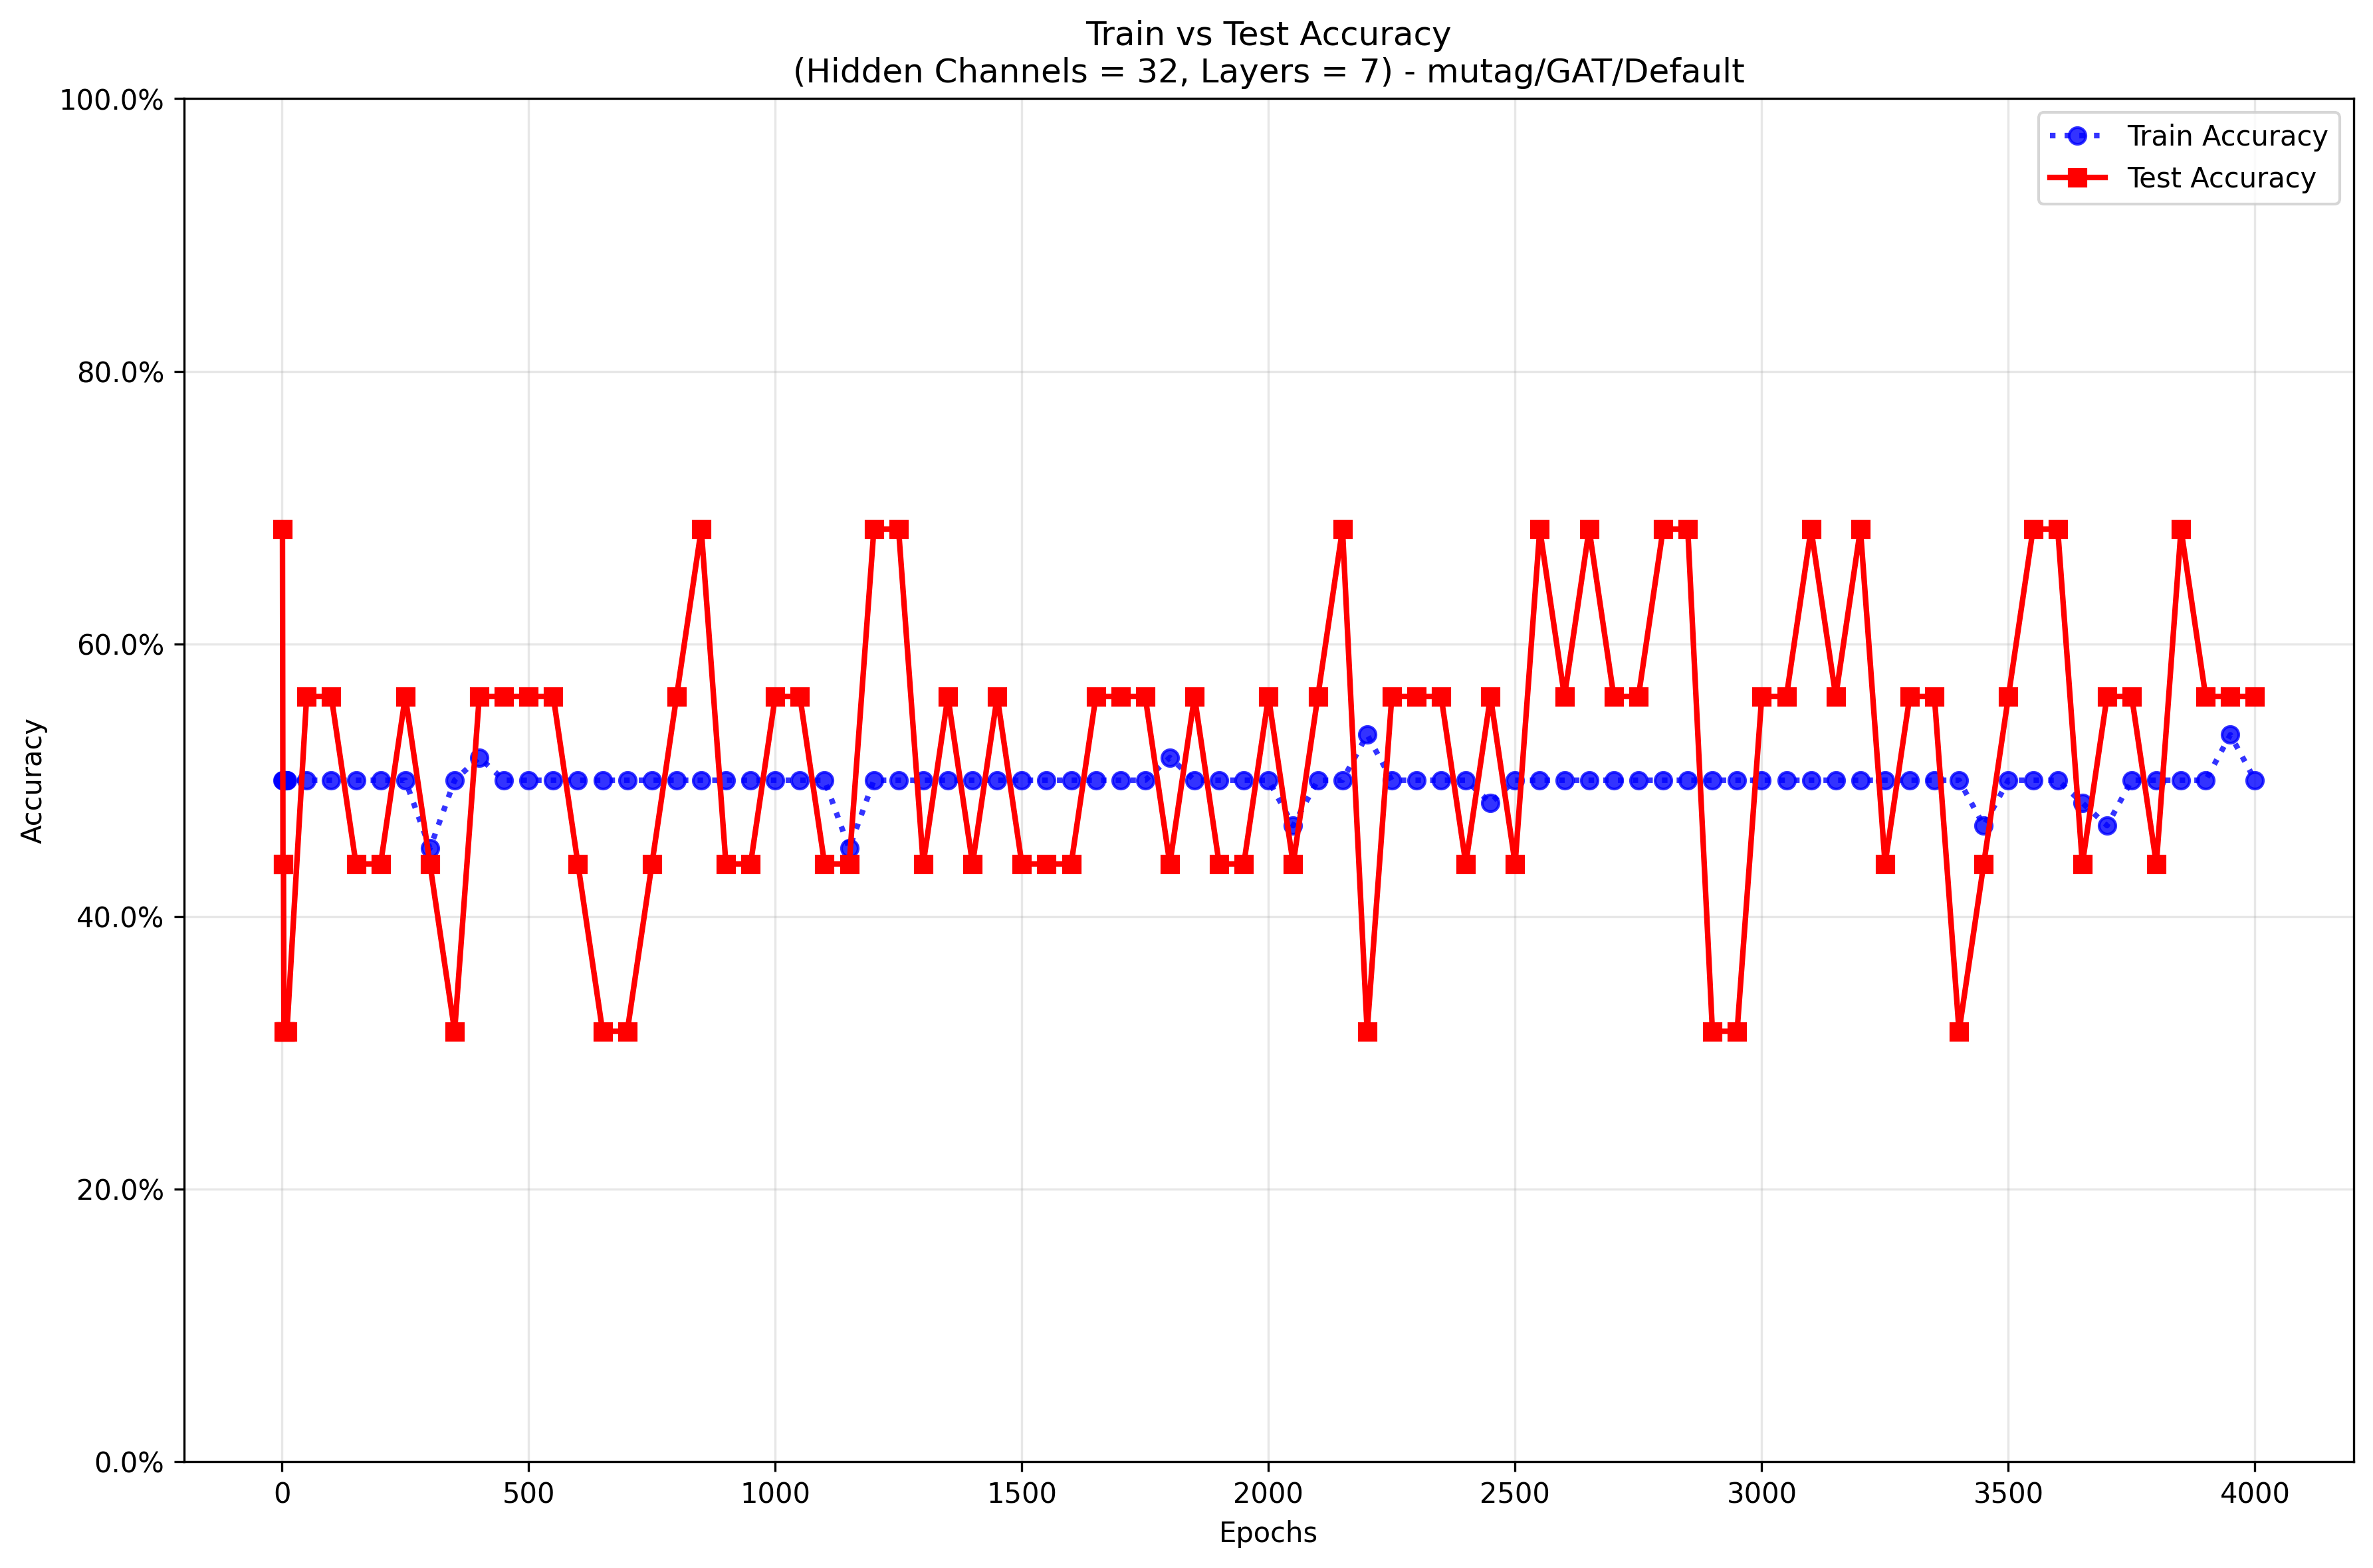 Train vs Test Accuracy
(Hidden Channels = 32, Layers = 7) - mutag/GAT/Default
100.0%
80.0%
60.0%
40.0%
20.0%
0.0%
Accuracy
Train Accuracy
Test Accuracy
0 500 1000 1500 2000 2500 3000 3500 4000
Epochs